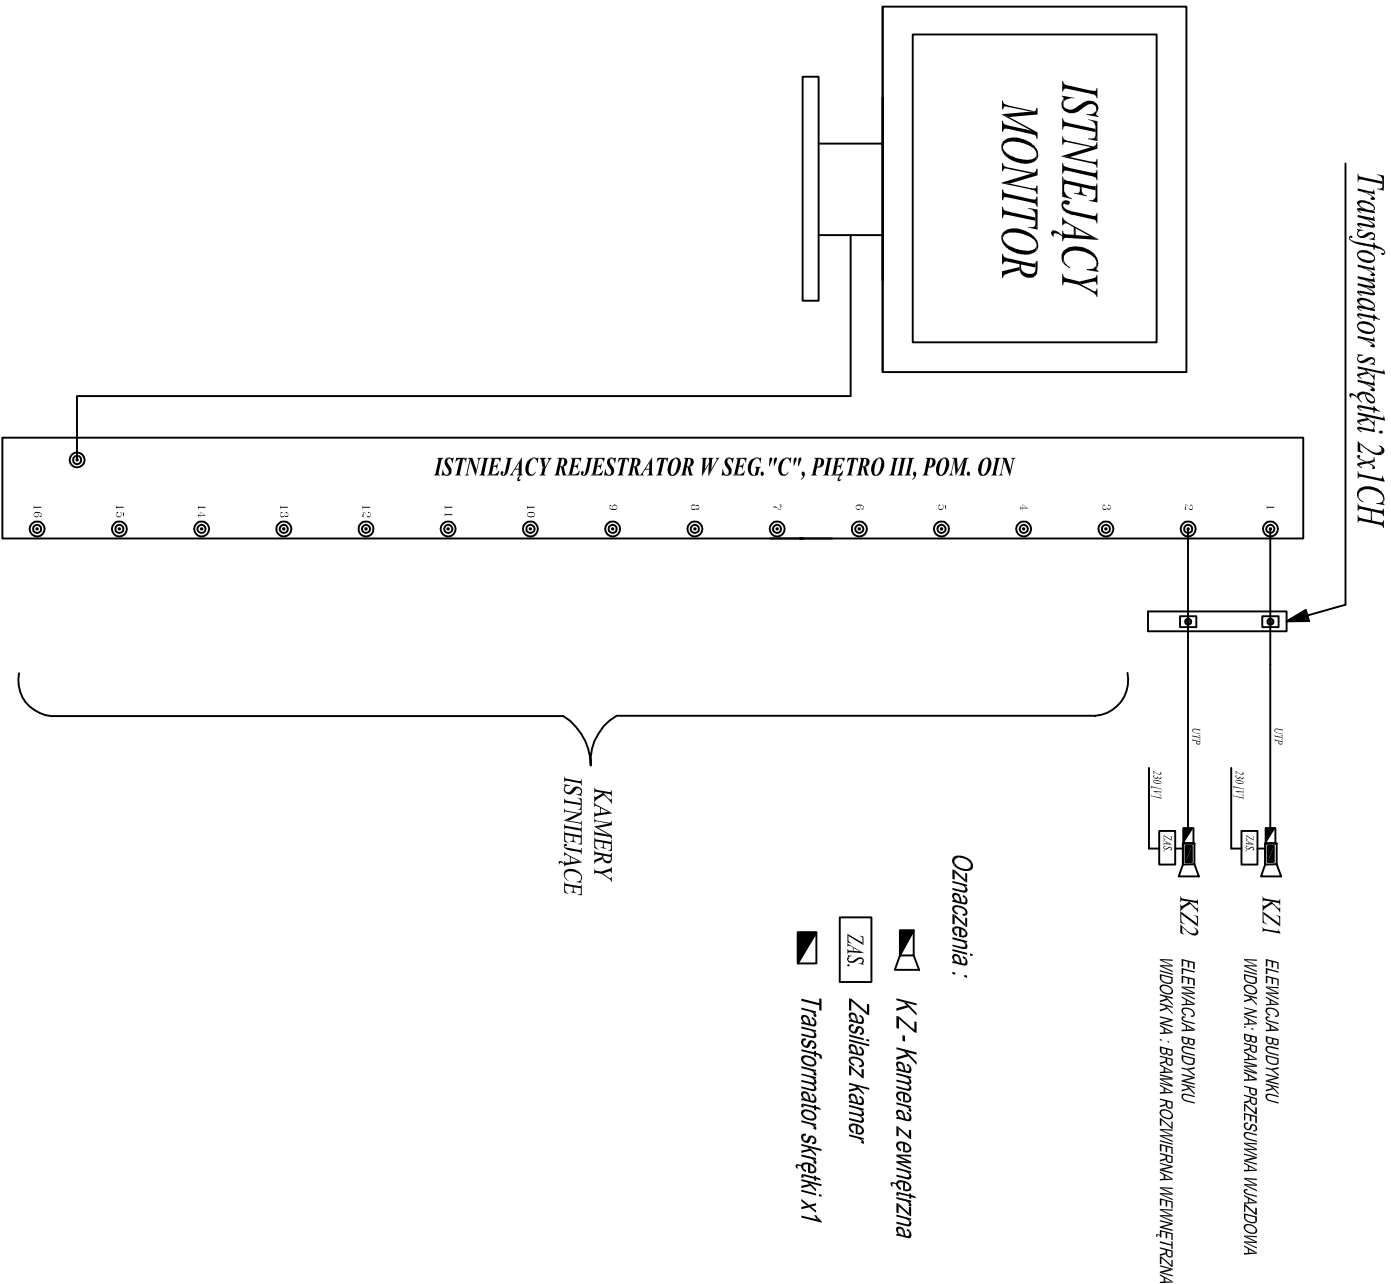 Transformator skrętki 2x1CH
ISTNIEJĄCY
MONITOR
ISTNIEJĄCY REJESTRATOR W SEG."C", PIĘTRO III, POM. OIN
1
2
3
4
5
6
7
8
9
10
11
12
13
14
15
16
UTP
UTP
230 [V]
230 [V]
ZAS.
ZAS.
KZ1
ELEWACJA BUDYNKU
WIDOK NA: BRAMA PRZESUWNA WJAZDOWA
KZ2
ELEWACJA BUDYNKU
WIDOKK NA : BRAMA ROZWIERNA WEWNĘTRZNA
KAMERY
ISTNIEJĄCE
Oznaczenia :
KZ - Kamera zewnętrzna
ZAS.
Zasilacz kamer
Transformator skrętki x1